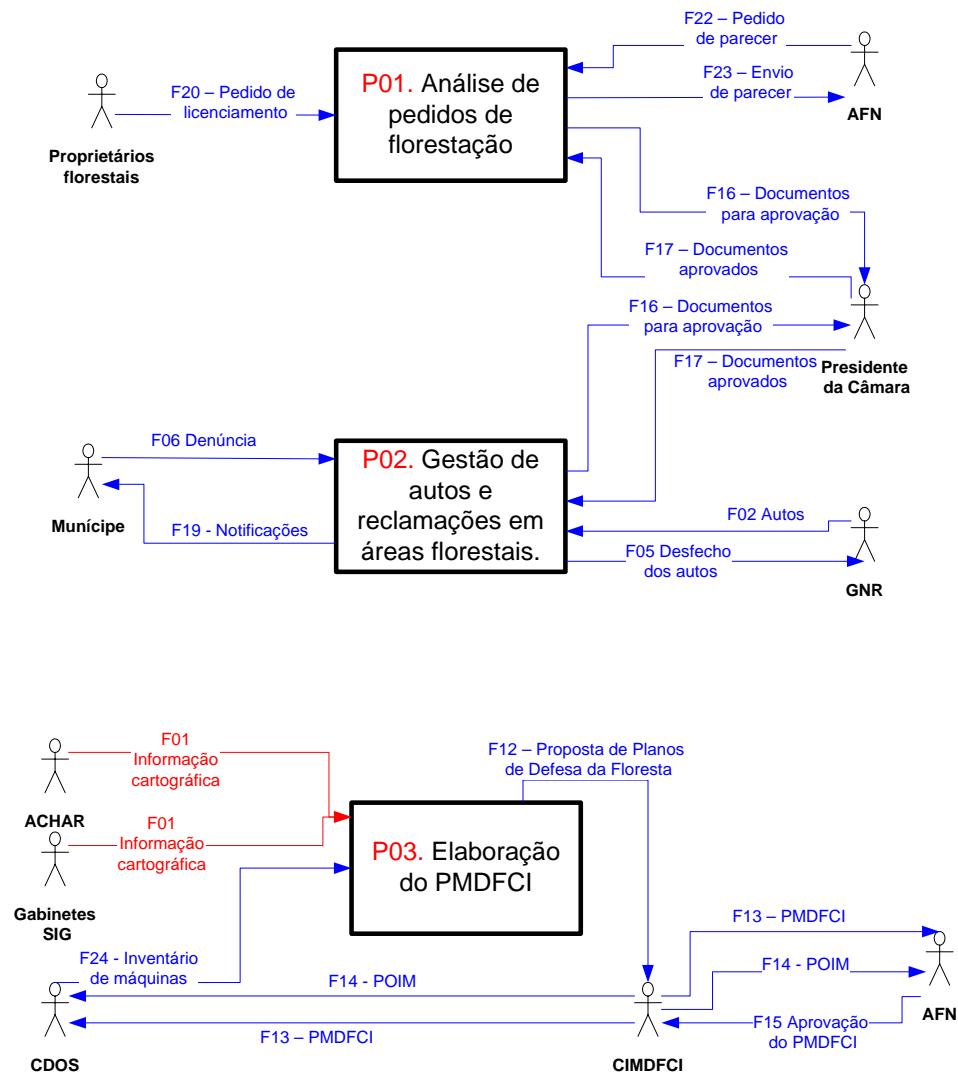 F22 – Pedido
de parecer
F23 – Envio
de parecer
AFN
F20 – Pedido de
licenciamento
Proprietários
florestais
P01. Análise de
pedidos de
florestação
F16 – Documentos
para aprovação
F17 – Documentos
aprovados
F16 – Documentos
para aprovação
F17 – Documentos
aprovados
Presidente
da Câmara
F06 Denúncia
Munícipe
F19 - Notificações
P02. Gestão de
autos e
reclamações em
áreas florestais.
F02 Autos
F05 Desfecho
dos autos
GNR
F01
Informação
cartográfica
ACHAR
F01
Informação
cartográfica
Gabinetes
SIG
F12 – Proposta de Planos
de Defesa da Floresta
P03. Elaboração
do PMDFCI
F24 - Inventário
de máquinas
F14 - POIM
F13 – PMDFCI
CDOS
CIMDFCI
F13 – PMDFCI
F14 - POIM
F15 Aprovação
do PMDFCI
AFN